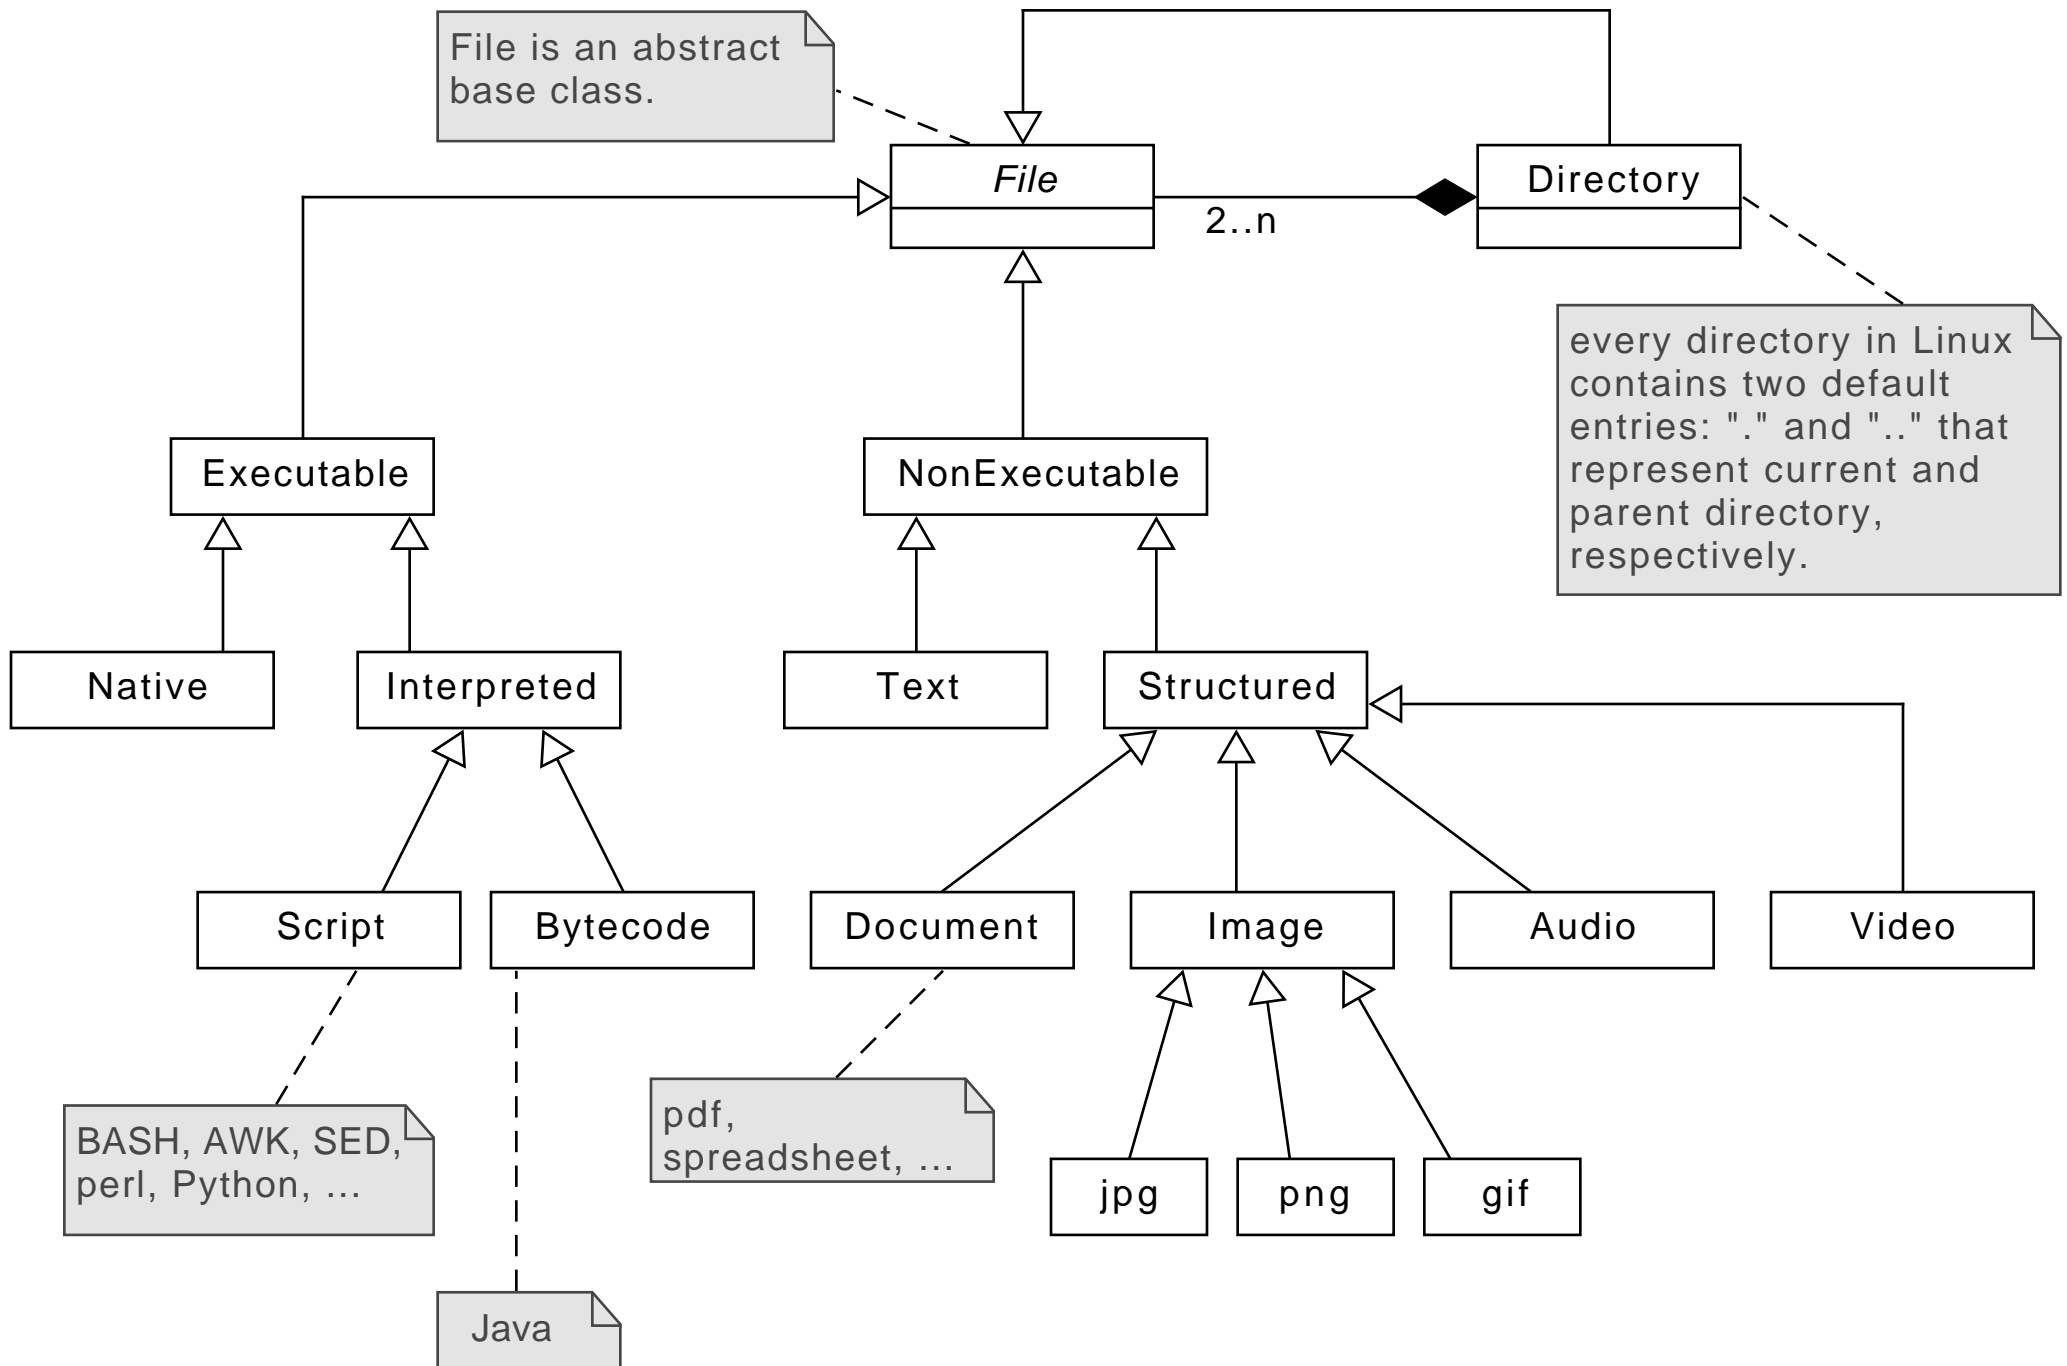 File is an abstract
base class.
File
Directory
2..n
every directory in Linux
contains two default
entries: "." and ".." that
represent current and
parent directory,
respectively.
Executable
NonExecutable
Native
Interpreted
Text
Structured
Script
Bytecode
Document
Image
Audio
Video
BASH, AWK, SED,
perl, Python, ...
pdf,
spreadsheet, ...
jpg
png
gif
Java